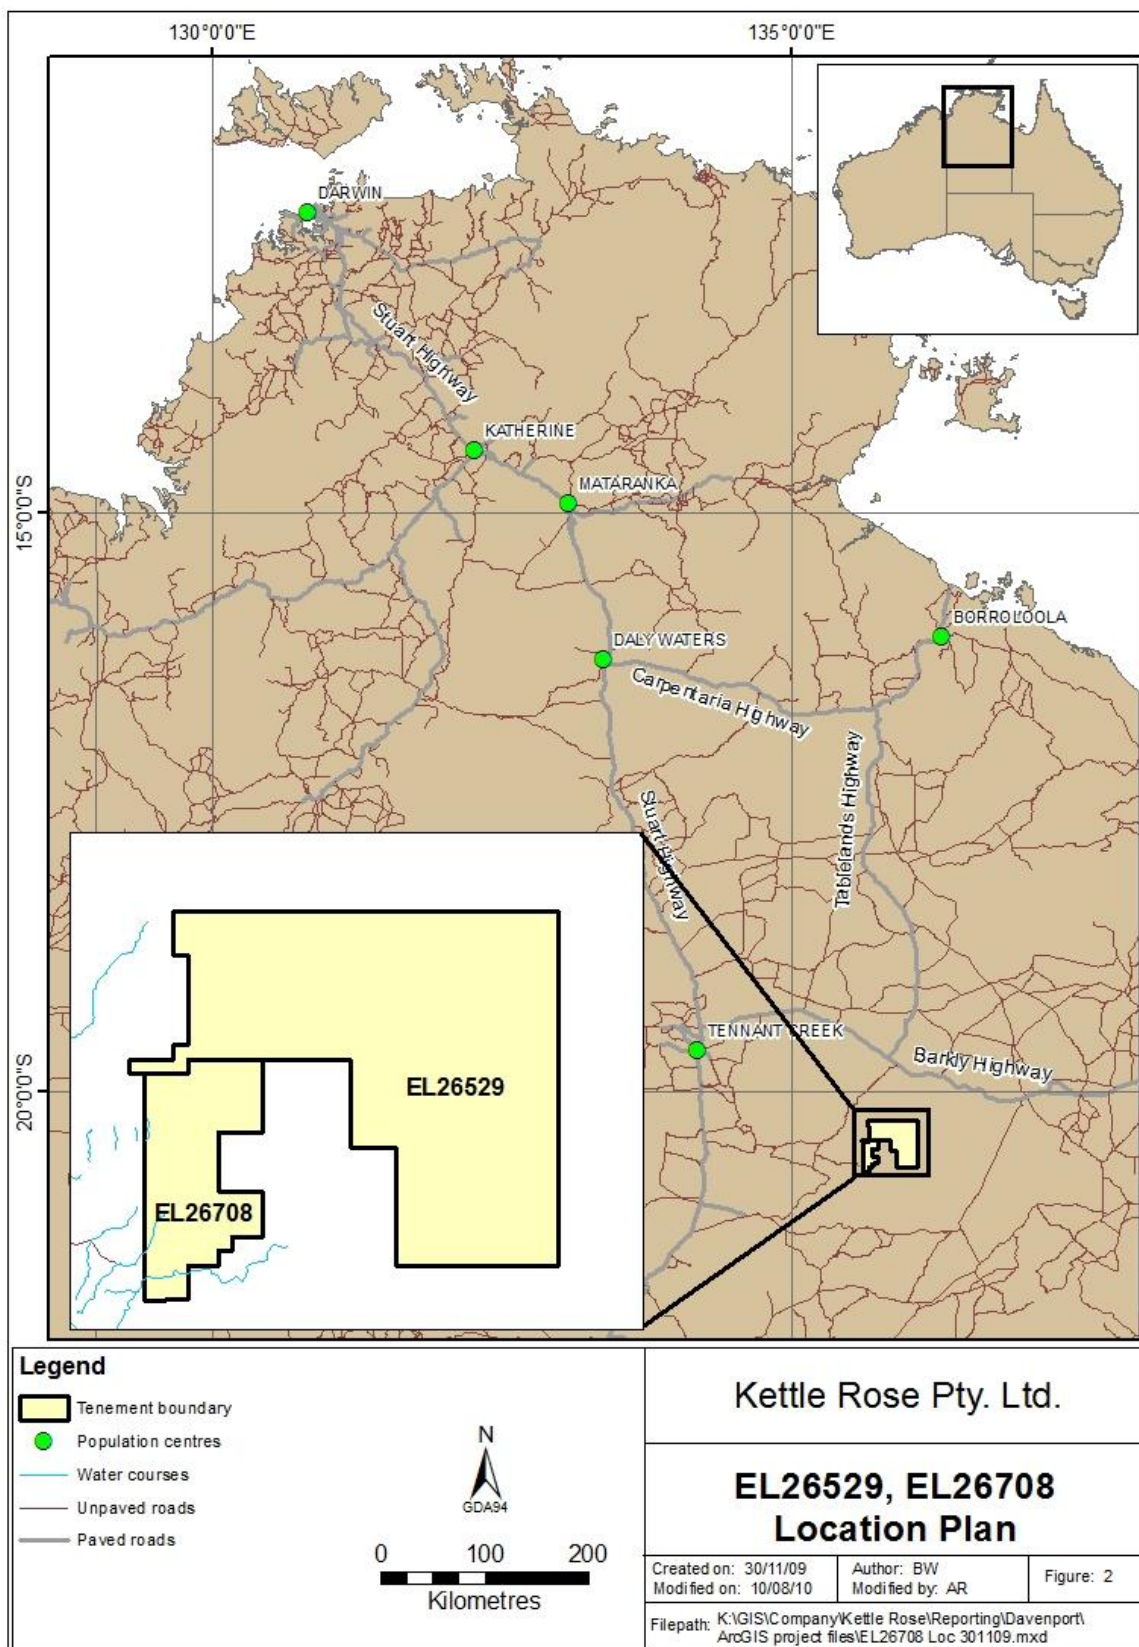 130°0'0"E
135°0'0"E
DARWIN
Stuart Highway
KATHERINE
MATARANKA
15°0'0"S
BORROLOOLA
DALY WATERS
Carpentaria Highway
Tablelands Highway
Stuart Highway
TENNANT CREEK
Barkly Highway
20°0'0"S
EL26529
EL26708
Legend
Tenement boundary
Population centres
Water courses
Unpaved roads
Paved roads
N
GDA94
0 100 200
Kilometres
Kettle Rose Pty. Ltd.
EL26529, EL26708
Location Plan
Created on: 30/11/09
Modified on: 10/08/10
Author: BW
Modified by: AR
Figure: 2
Filepath: K:\GIS\Company\Kettle Rose\Reporting\Davenport\
ArcGIS project files\EL26708 Loc 301109.mxd